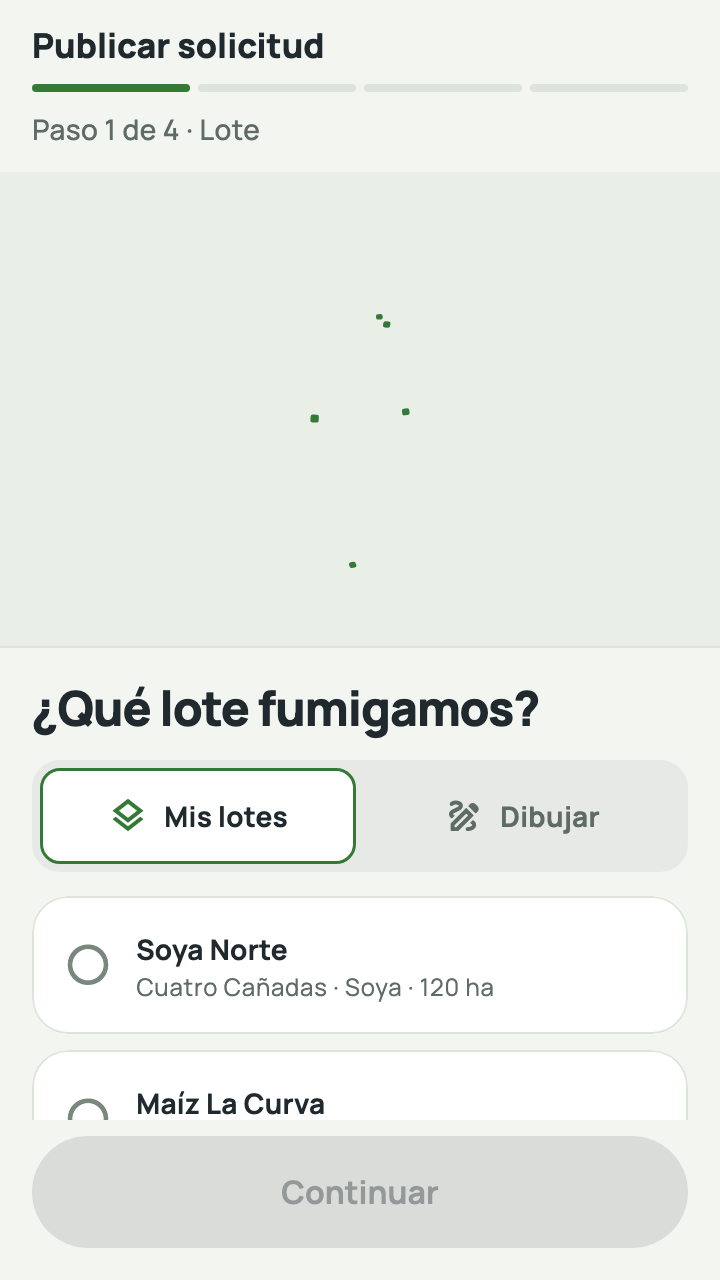 Publicar solicitud
Paso 1 de 4 · Lote
¿Qué lote fumigamos?
Mis lotes
Dibujar
Soya Norte
Cuatro Cañadas · Soya · 120 ha
Maíz La Curva
Continuar